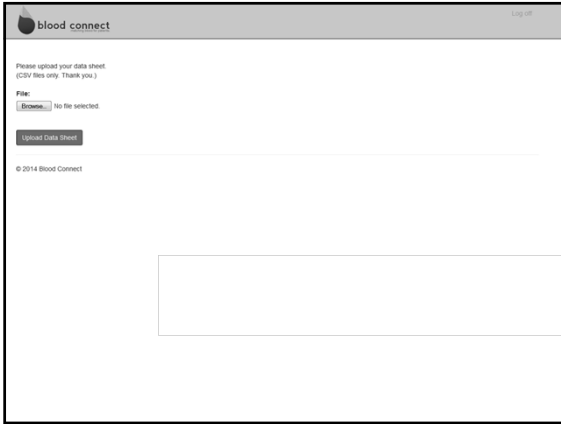 blood connect
Log off
Please upload your data sheet.
(CSV files only. Thank you.)
File:
Browse... No file selected.
Upload Data Sheet
© 2014 Blood Connect